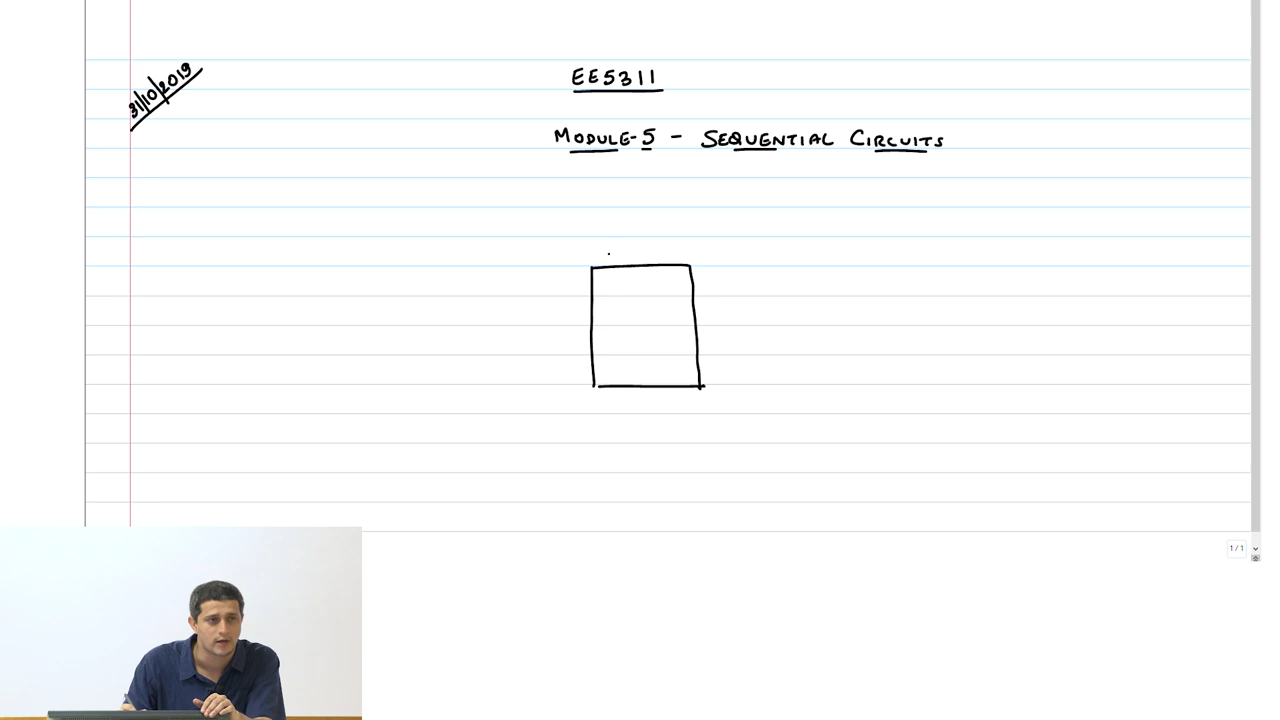 31/10/2019
EE5311
MODULE-5 - SEQUENTIAL CIRCUITS
1/1